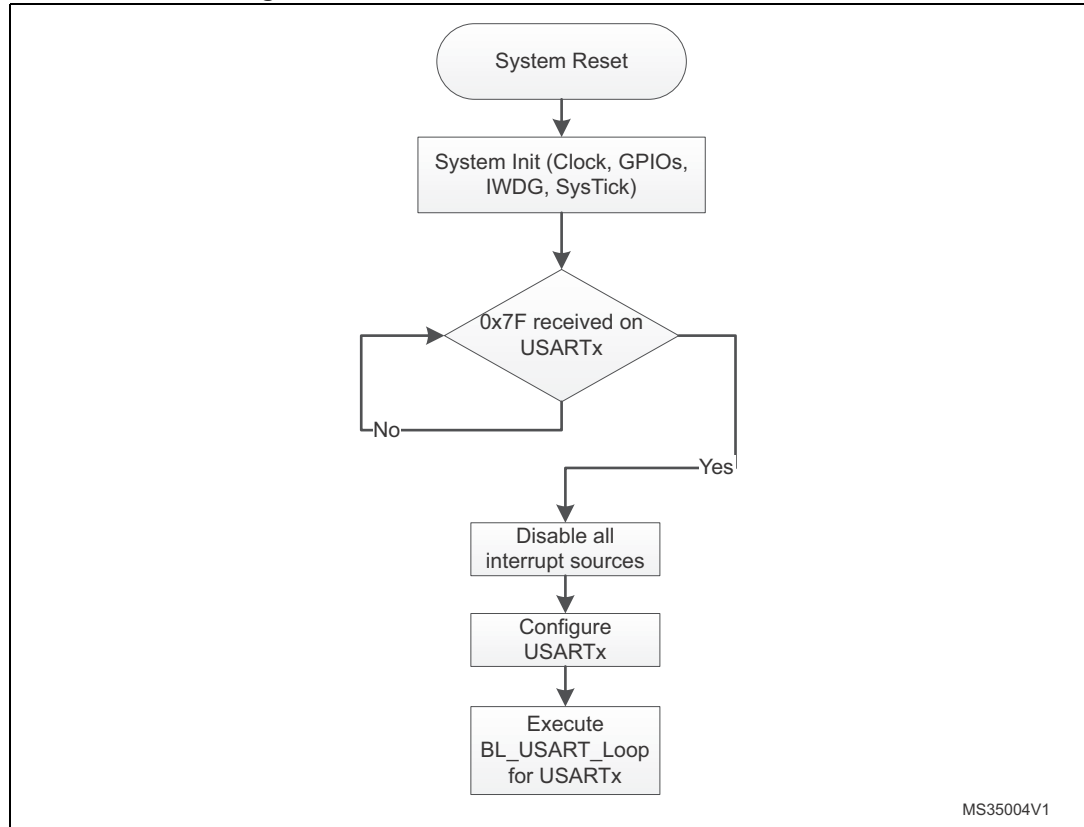 System Reset
System Init (Clock, GPIOs,
IWDG, SysTick)
0x7F received on
USARTx
No
Yes
Disable all
interrupt sources
Configure
USARTx
Execute
BL_USART_Loop
for USARTx
MS35004V1